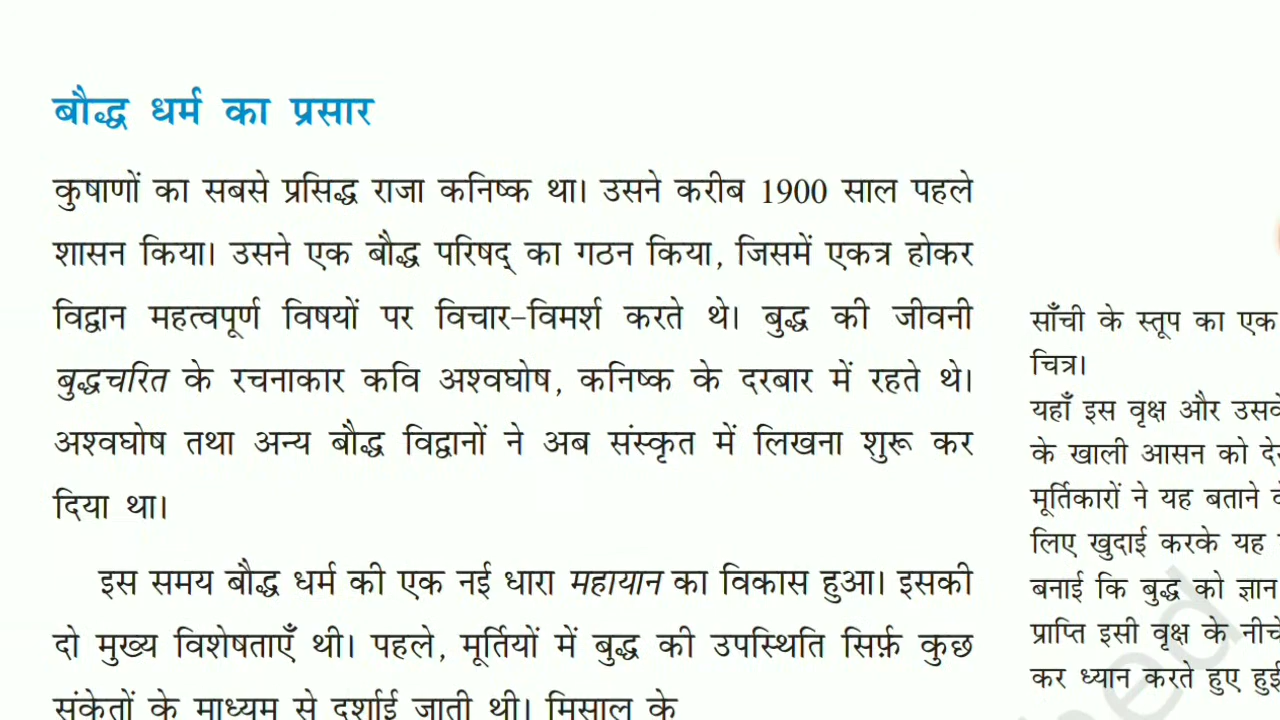 बौद्ध धर्म का प्रसार
कुषाणों का सबसे प्रसिद्ध राजा कनिष्क था। उसने करीब 1900 साल पहले
शासन किया। उसने एक बौद्ध परिषद् का गठन किया, जिसमें एकत्र होकर
विद्वान महत्वपूर्ण विषयों पर विचार-विमर्श करते थे। बुद्ध की जीवनी
बुद्धचरित के रचनाकार कवि अश्वघोष, कनिष्क के दरबार में रहते थे।
अश्वघोष तथा अन्य बौद्ध विद्वानों ने अब संस्कृत में लिखना शुरू कर
दिया था।
इस समय बौद्ध धर्म की एक नई धारा महायान का विकास हुआ। इसकी
दो मुख्य विशेषताएँ थी। पहले, मूर्तियों में बुद्ध की उपस्थिति सिर्फ़ कुछ
संकेतों के माध्यम से दर्शाई जाती थी। मिसाल के
साँची के स्तूप का एक
चित्र।
यहाँ इस वृक्ष और
के खाली आसन को
मूर्तिकारों ने यह बताने
लिए खुदाई करके यह
बनाई कि बुद्ध को ज्ञान
प्राप्ति इसी वृक्ष के नीचे
कर ध्यान करते हुए हुई